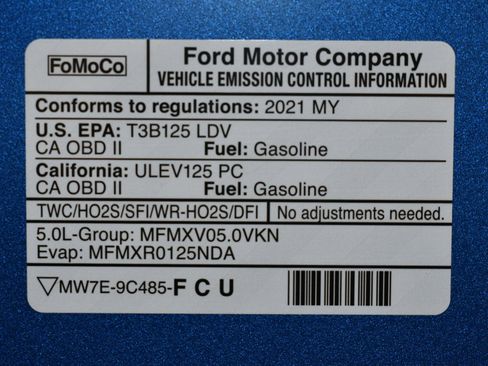 FoMoCo
Ford Motor Company
VEHICLE EMISSION CONTROL INFORMATION
Conforms to regulations: 2021 MY
U.S. EPA: T3B125 LDV
CA OBD II Fuel: Gasoline
California: ULEV125 PC
CA OBD II Fuel: Gasoline
TWC/HO2S/SFI/WR-HO2S/DFI No adjustments needed.
5.0L-Group: MFMXV05.0VKN
Evap: MFMXR0125NDA
▽MW7E-9C485-F C U